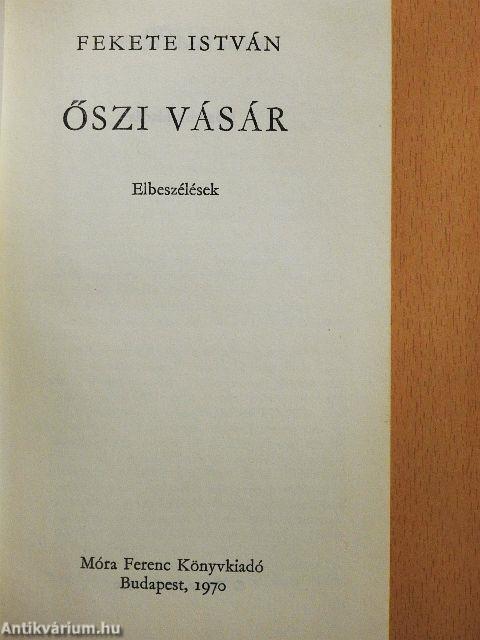 FEKETE ISTVÁN
ŐSZI VÁSÁR
Elbeszélések
Móra Ferenc Könyvkiadó
Budapest, 1970
Antikvárium.hu